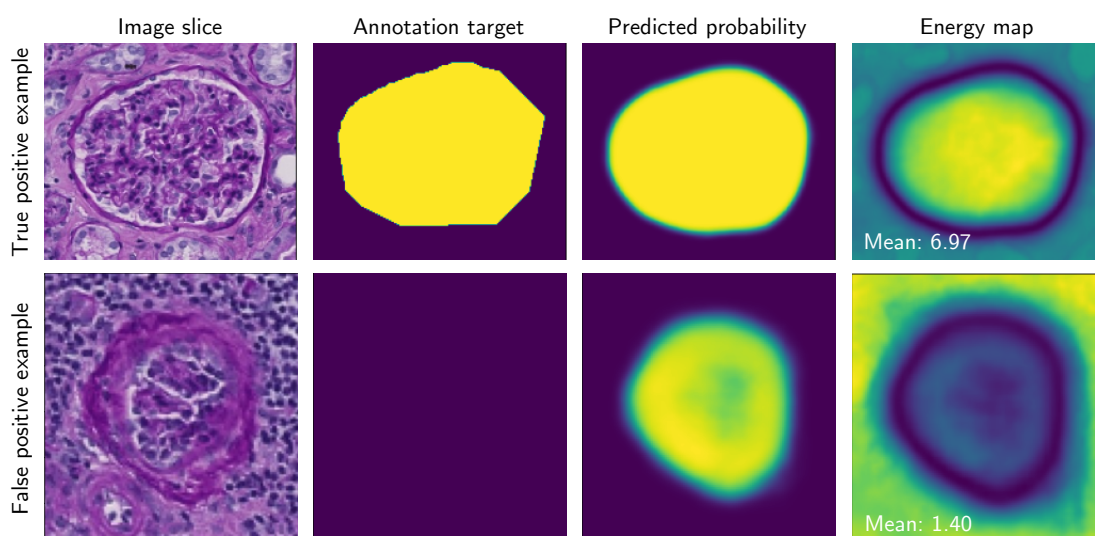 Image slice
Annotation target
Predicted probability
Energy map
True positive example
Mean: 6.97
False positive example
Mean: 1.40